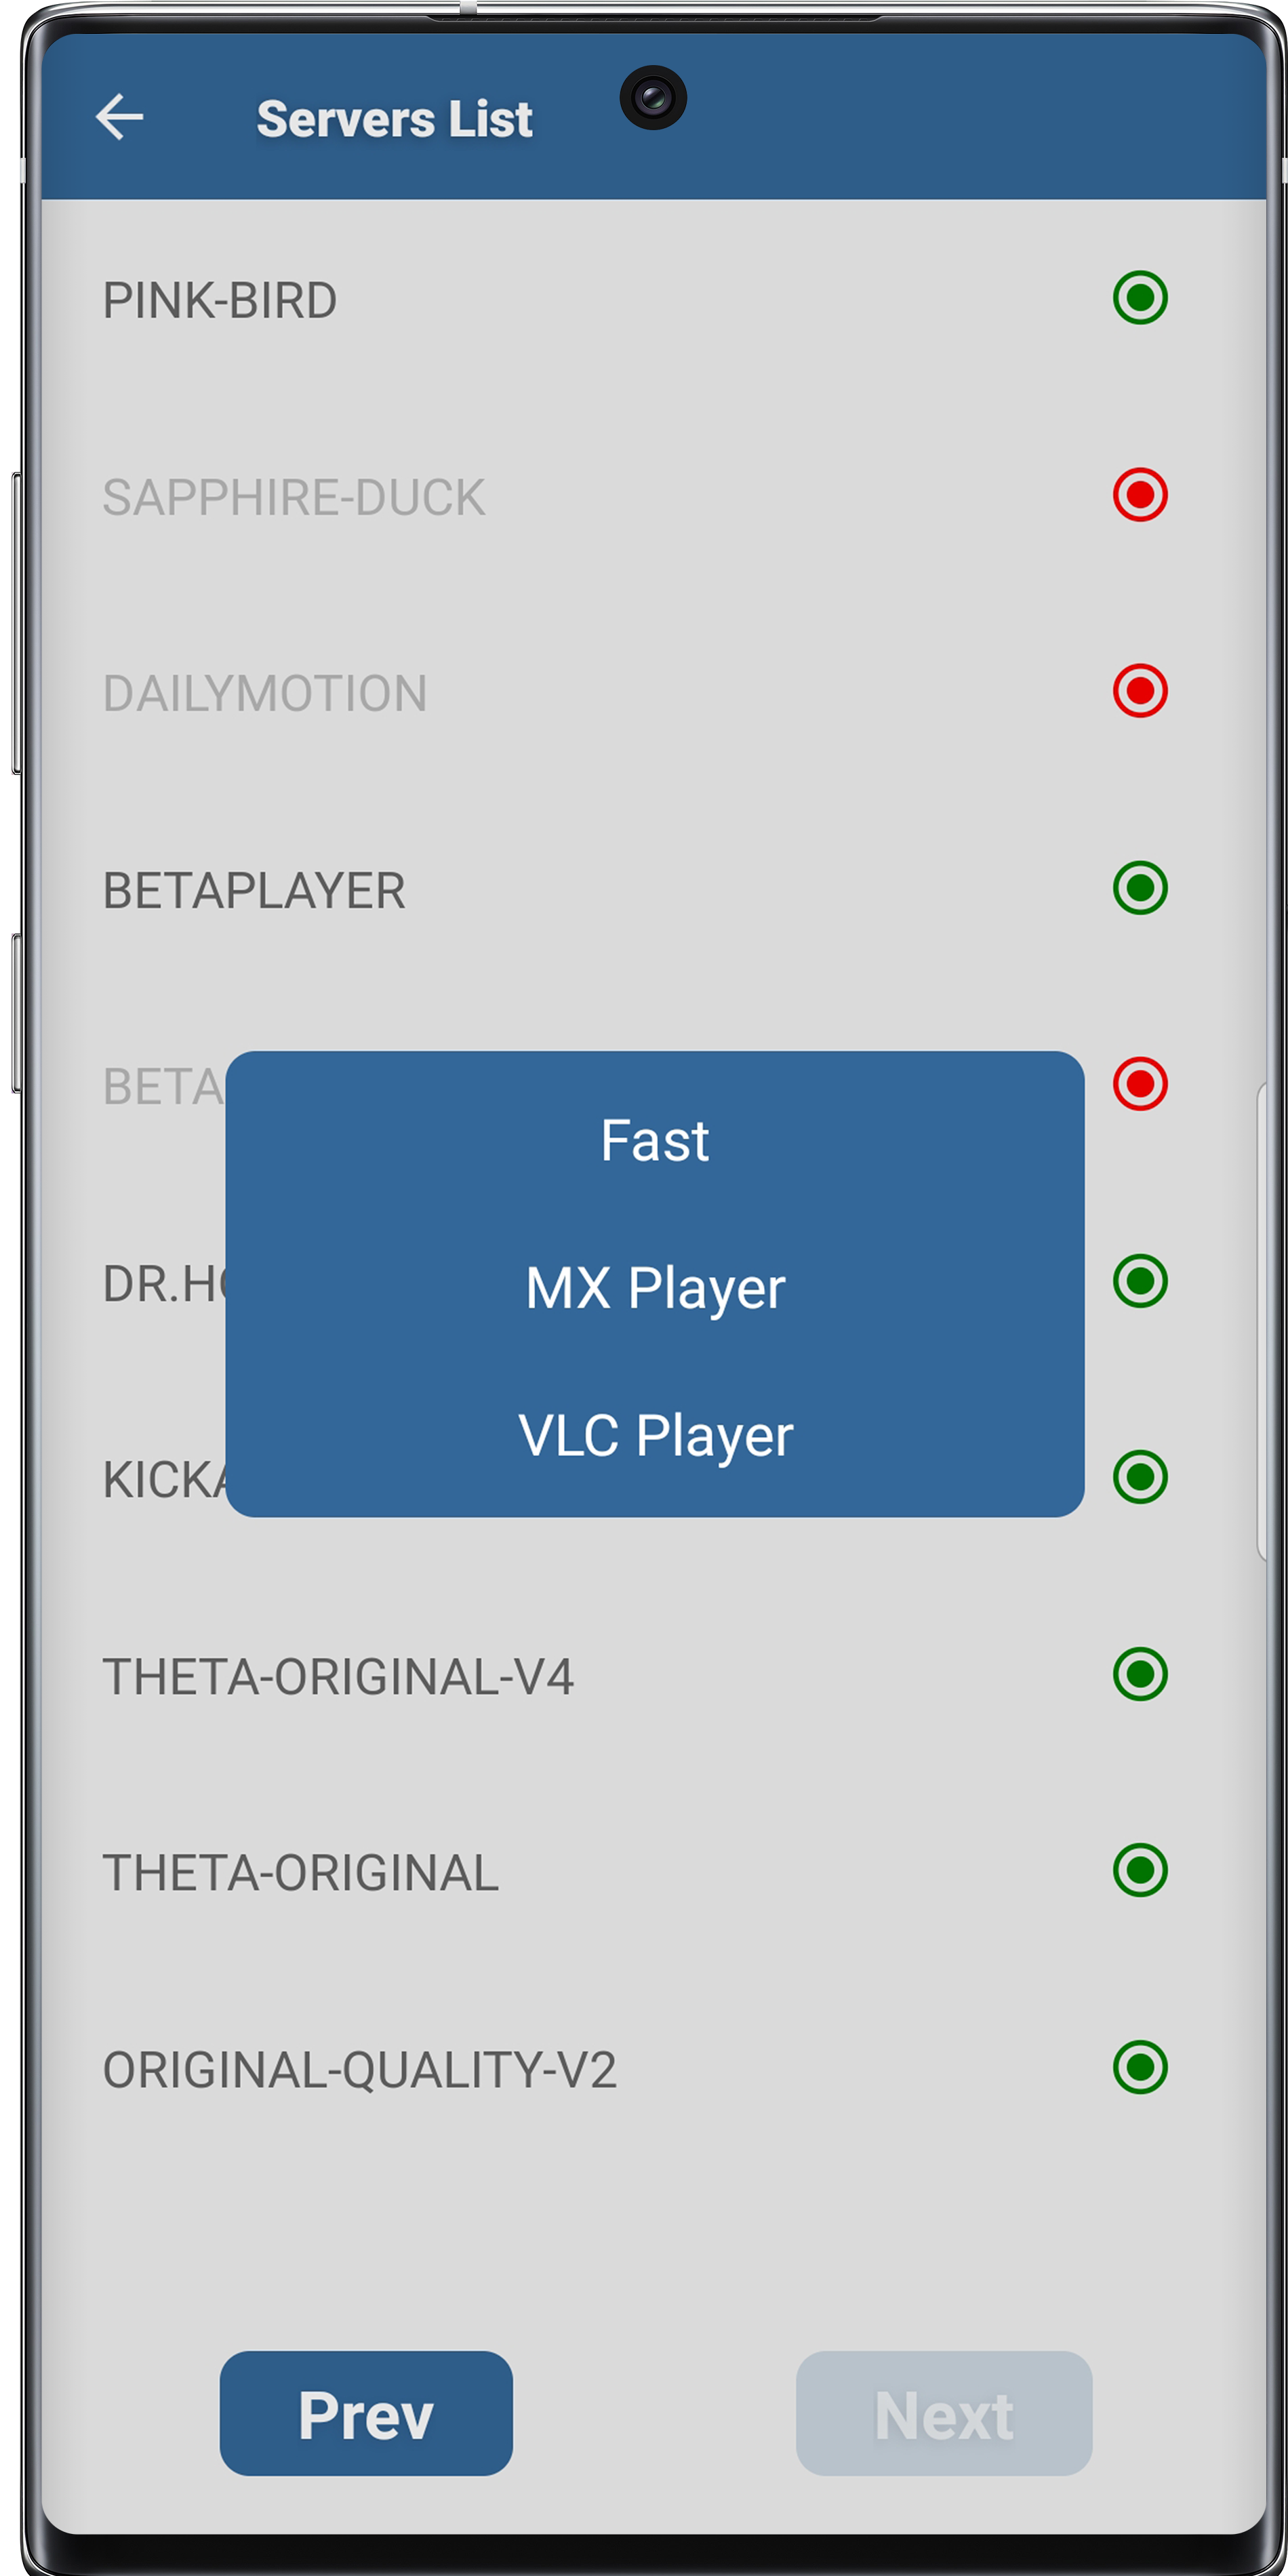 Servers List
PINK-BIRD
SAPPHIRE-DUCK
DAILYMOTION
BETAPLAYER
BETA
Fast
DR.H
MX Player
VLC Player
KICKA
THETA-ORIGINAL-V4
THETA-ORIGINAL
ORIGINAL-QUALITY-V2
Prev
Next